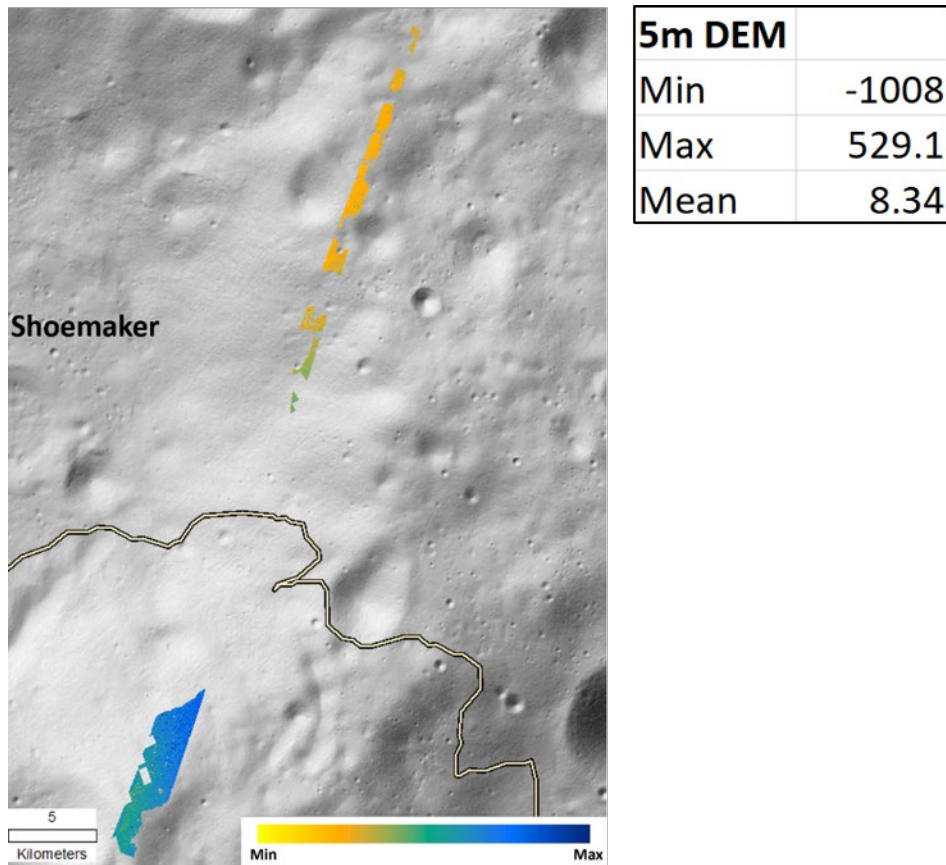 5m DEM
Min -1008
Max 529.1
Mean 8.34
Shoemaker
5
Kilometers
Min Max